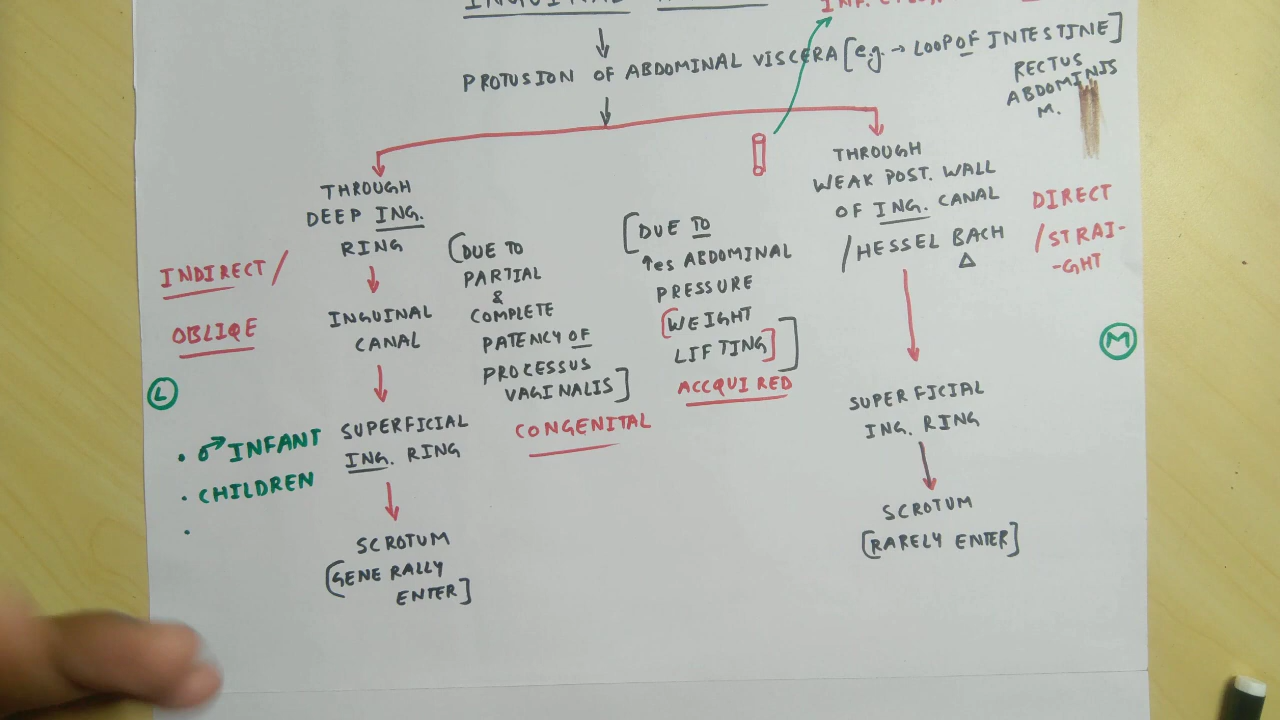 INGUINAL
PROTUSION OF ABDOMINAL VISCERA [e.g. → LOOP OF INTESTINE]
RECTUS
ABDOMINIS
M.
THROUGH
DEEP ING.
RING
INDIRECT /
OBLIQE
INGUINAL
CANAL
SUPERFICIAL
ING. RING
SCROTUM
[GENERALLY
ENTER]
L
• ♂ INFANT
• CHILDREN
•
[DUE TO
PARTIAL
&
COMPLETE
PATENCY OF
PROCESSUS
VAGINALIS]
CONGENITAL
[DUE TO
↑es ABDOMINAL
PRESSURE
[WEIGHT
LIFTING]]
ACCQUIRED
THROUGH
WEAK POST. WALL
OF ING. CANAL
/ HESSEL BACH
Δ
DIRECT
/ STRAI-
-GHT
M
SUPERFICIAL
ING. RING
SCROTUM
[RARELY ENTER]